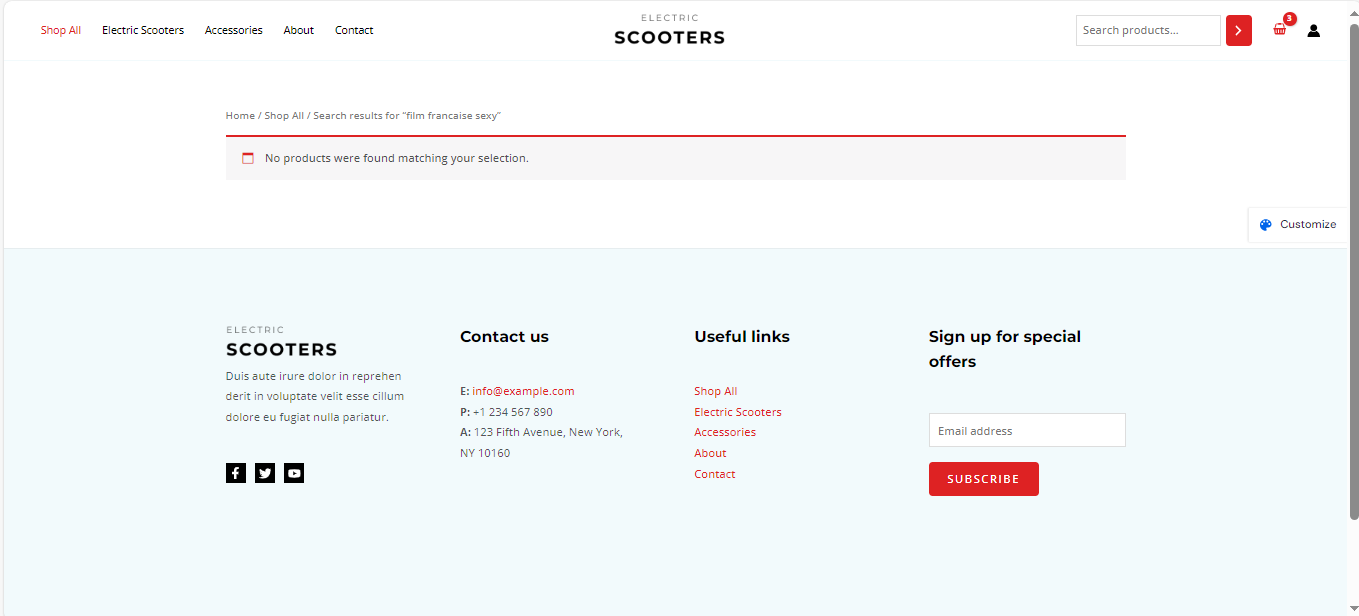 Shop All Electric Scooters Accessories About Contact
ELECTRIC
SCOOTERS
Search products...
3
Home / Shop All / Search results for “film francaise sexy”
No products were found matching your selection.
Customize
ELECTRIC
SCOOTERS
Duis aute irure dolor in reprehen
derit in voluptate velit esse cillum
dolore eu fugiat nulla pariatur.
Contact us
E: info@example.com
P: +1 234 567 890
A: 123 Fifth Avenue, New York,
NY 10160
Useful links
Shop All
Electric Scooters
Accessories
About
Contact
Sign up for special
offers
Email address
SUBSCRIBE